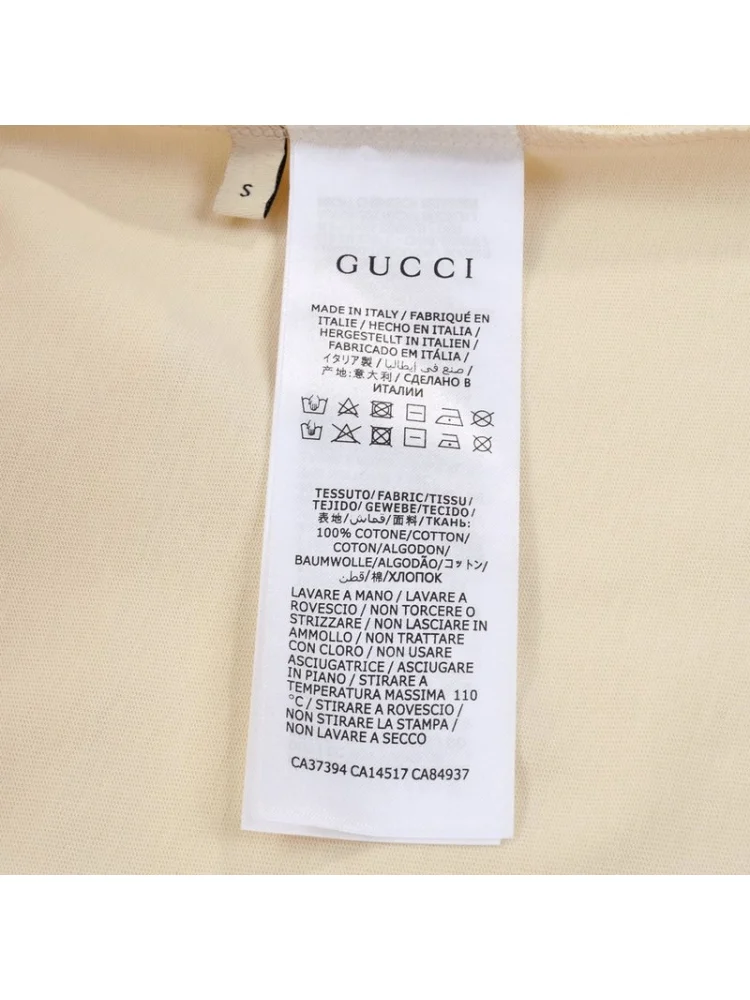 S
GUCCI
MADE IN ITALY / FABRIQUÉ EN
ITALIE / HECHO EN ITALIA /
HERGESTELLT IN ITALIEN /
FABRICADO EM ITÁLIA /
イタリア製 / صنع في إيطاليا /
产地:意大利 / СДЕЛАНО В
ИТАЛИИ
TESSUTO/FABRIC/TISSU/
TEJIDO/ GEWEBE/TECIDO/
表地/قماش/面料/ТКАНЬ:
100% COTONE/COTTON/
COTON/ALGODON/
BAUMWOLLE/ALGODÃO/コットン/
قطن/棉/ХЛОПОК
LAVARE A MANO / LAVARE A
ROVESCIO / NON TORCERE O
STRIZZARE / NON LASCIARE IN
AMMOLLO / NON TRATTARE
CON CLORO / NON USARE
ASCIUGATRICE / ASCIUGARE
IN PIANO / STIRARE A
TEMPERATURA MASSIMA 110
°C / STIRARE A ROVESCIO /
NON STIRARE LA STAMPA /
NON LAVARE A SECCO
CA37394 CA14517 CA84937